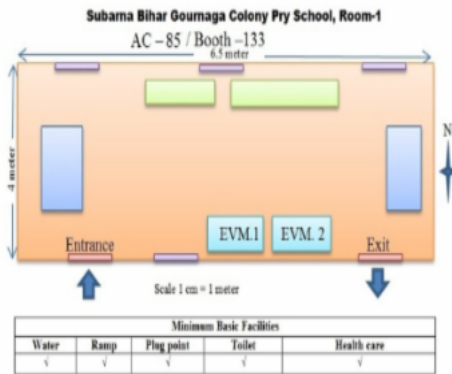 Subarna Bihar Gournaga Colony Pry School, Room-1
AC – 85 / Booth –133
6.5 meter
4 meter
N
EVM.1
EVM. 2
Entrance
Exit
Scale 1 cm = 1 meter
Minimum Basic Facilities
Water Ramp Plug point Toilet Health care
√ √ √ √ √